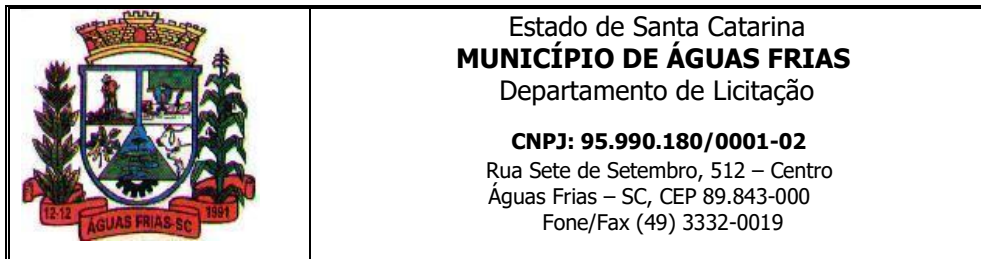 12-12
ÁGUAS FRIAS-SC
1991
Estado de Santa Catarina
MUNICÍPIO DE ÁGUAS FRIAS
Departamento de Licitação
CNPJ: 95.990.180/0001-02
Rua Sete de Setembro, 512 – Centro
Águas Frias – SC, CEP 89.843-000
Fone/Fax (49) 3332-0019